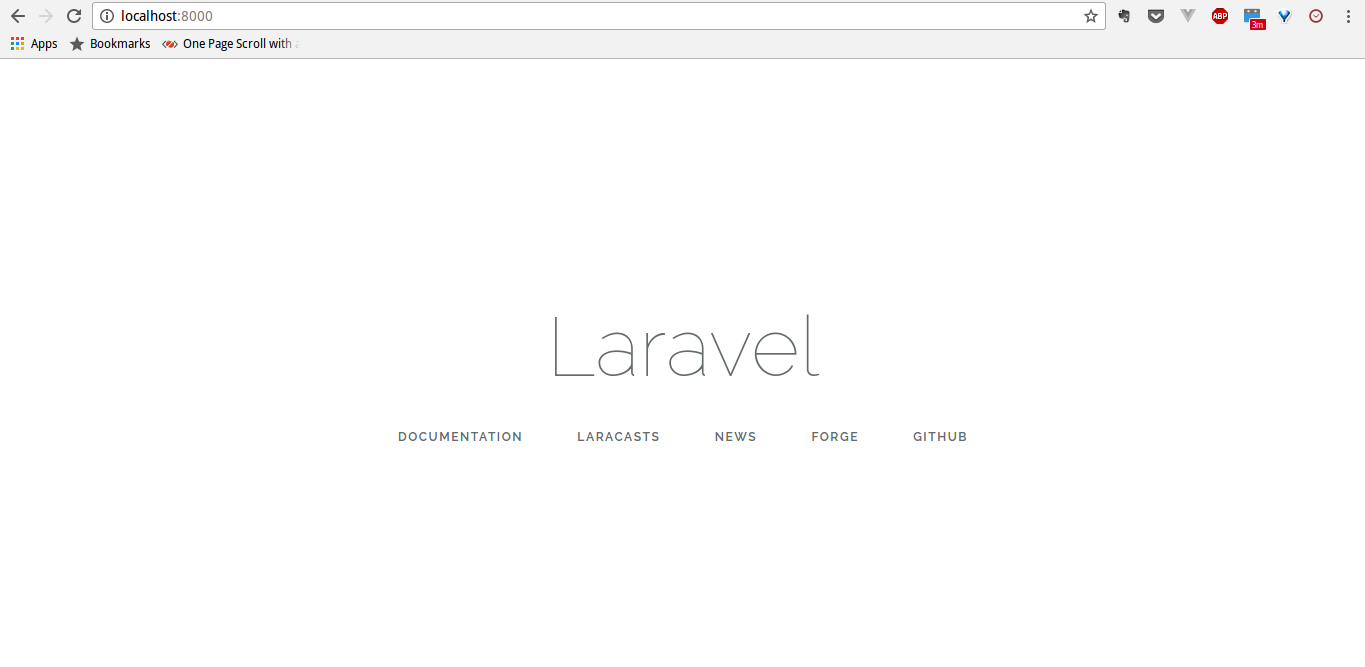 localhost:8000
ABP
3m
Apps Bookmarks One Page Scroll with
Laravel
DOCUMENTATION LARACASTS NEWS FORGE GITHUB